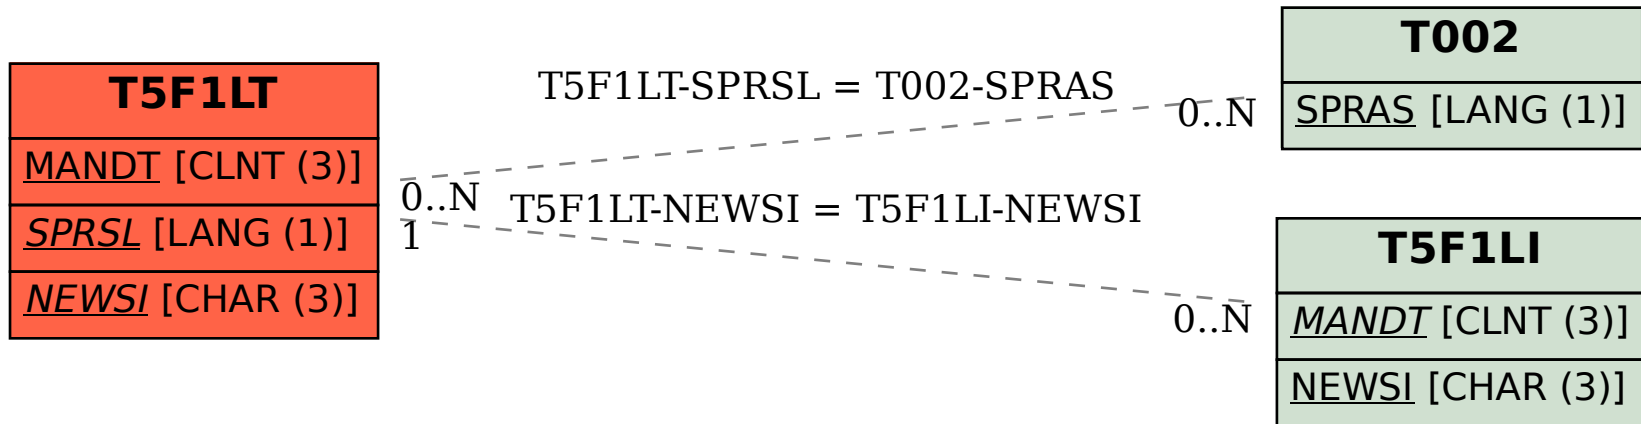 T5F1LT
MANDT [CLNT (3)]
SPRSL [LANG (1)]
NEWSI [CHAR (3)]
T5F1LT-SPRSL = T002-SPRAS
0..N
0..N
T5F1LT-NEWSI = T5F1LI-NEWSI
1
0..N
T002
SPRAS [LANG (1)]
T5F1LI
MANDT [CLNT (3)]
NEWSI [CHAR (3)]